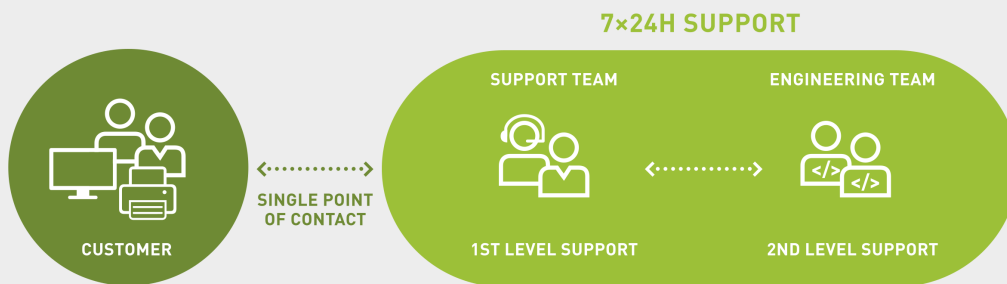 7×24H SUPPORT
SUPPORT TEAM
ENGINEERING TEAM
</>
</>
SINGLE POINT
OF CONTACT
CUSTOMER
1ST LEVEL SUPPORT
2ND LEVEL SUPPORT